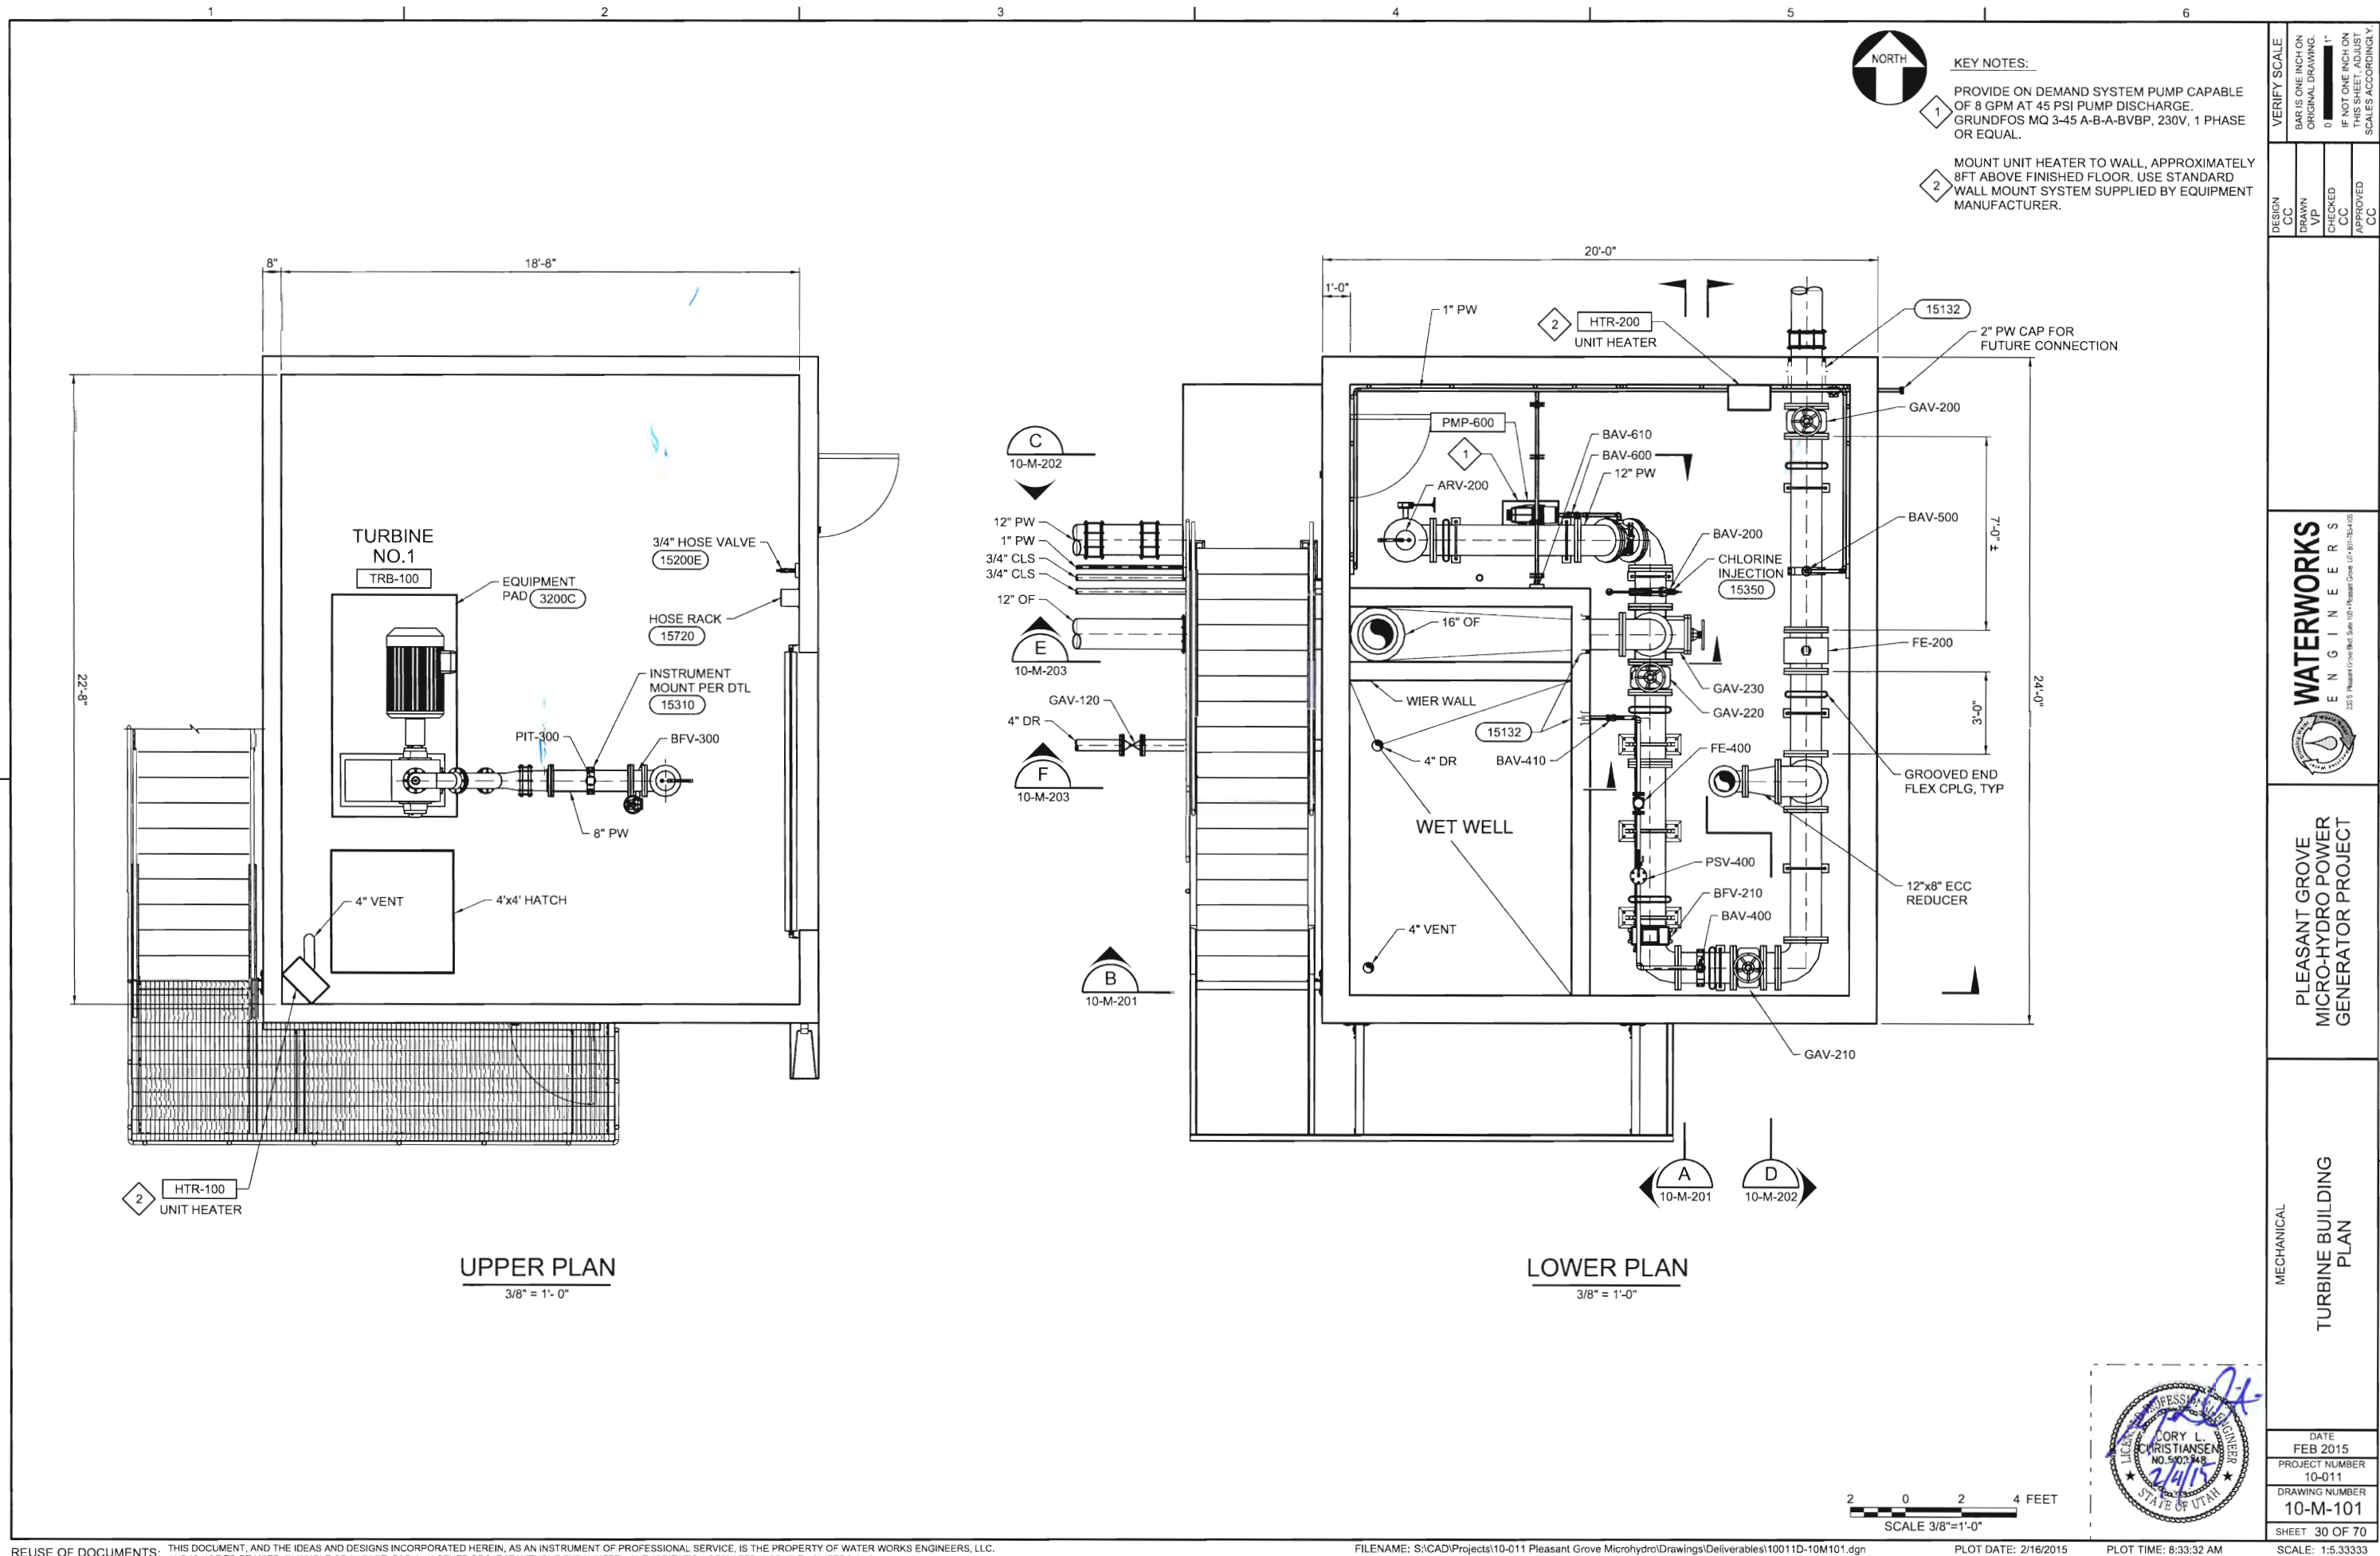 1
2
3
4
5
6
NORTH
KEY NOTES:
1
PROVIDE ON DEMAND SYSTEM PUMP CAPABLE
OF 8 GPM AT 45 PSI PUMP DISCHARGE.
GRUNDFOS MQ 3-45 A-B-A-BVBP, 230V, 1 PHASE
OR EQUAL.
2
MOUNT UNIT HEATER TO WALL, APPROXIMATELY
8FT ABOVE FINISHED FLOOR. USE STANDARD
WALL MOUNT SYSTEM SUPPLIED BY EQUIPMENT
MANUFACTURER.
8"
18'-8"
22'-8"
TURBINE
NO.1
TRB-100
EQUIPMENT
PAD 3200C
3/4" HOSE VALVE
15200E
HOSE RACK
15720
INSTRUMENT
MOUNT PER DTL
15310
PIT-300
BFV-300
8" PW
4" VENT
4'x4' HATCH
2
HTR-100
UNIT HEATER
UPPER PLAN
3/8" = 1'- 0"
20'-0"
1'-0"
1" PW
2
HTR-200
UNIT HEATER
15132
2" PW CAP FOR
FUTURE CONNECTION
GAV-200
PMP-600
1
BAV-610
BAV-600
12" PW
ARV-200
C
10-M-202
12" PW
1" PW
3/4" CLS
3/4" CLS
12" OF
E
10-M-203
GAV-120
4" DR
F
10-M-203
B
10-M-201
BAV-200
CHLORINE
INJECTION
15350
BAV-500
7'-0" ±
16" OF
FE-200
WIER WALL
GAV-230
GAV-220
3'-0"
24'-0"
15132
4" DR
BAV-410
FE-400
GROOVED END
FLEX CPLG, TYP
WET WELL
PSV-400
BFV-210
BAV-400
12"x8" ECC
REDUCER
4" VENT
GAV-210
A
10-M-201
D
10-M-202
LOWER PLAN
3/8" = 1'-0"
2 0 2 4 FEET
SCALE 3/8"=1'-0"
VERIFY SCALE
BAR IS ONE INCH ON
ORIGINAL DRAWING.
0 1"
IF NOT ONE INCH ON
THIS SHEET, ADJUST
SCALES ACCORDINGLY.
DESIGN
CC
DRAWN
VP
CHECKED
CC
APPROVED
CC
WATERWORKS
ENGINEERS
PLEASANT GROVE
MICRO-HYDRO POWER
GENERATOR PROJECT
MECHANICAL
TURBINE BUILDING
PLAN
LICENSED PROFESSIONAL ENGINEER
CORY L.
CHRISTIANSEN
2/4/15
STATE OF UTAH
DATE
FEB 2015
PROJECT NUMBER
10-011
DRAWING NUMBER
10-M-101
SHEET 30 OF 70
REUSE OF DOCUMENTS: THIS DOCUMENT, AND THE IDEAS AND DESIGNS INCORPORATED HEREIN, AS AN INSTRUMENT OF PROFESSIONAL SERVICE, IS THE PROPERTY OF WATER WORKS ENGINEERS, LLC.
FILENAME: S:\CAD\Projects\10-011 Pleasant Grove Microhydro\Drawings\Deliverables\10011D-10M101.dgn
PLOT DATE: 2/16/2015
PLOT TIME: 8:33:32 AM
SCALE: 1:5.33333